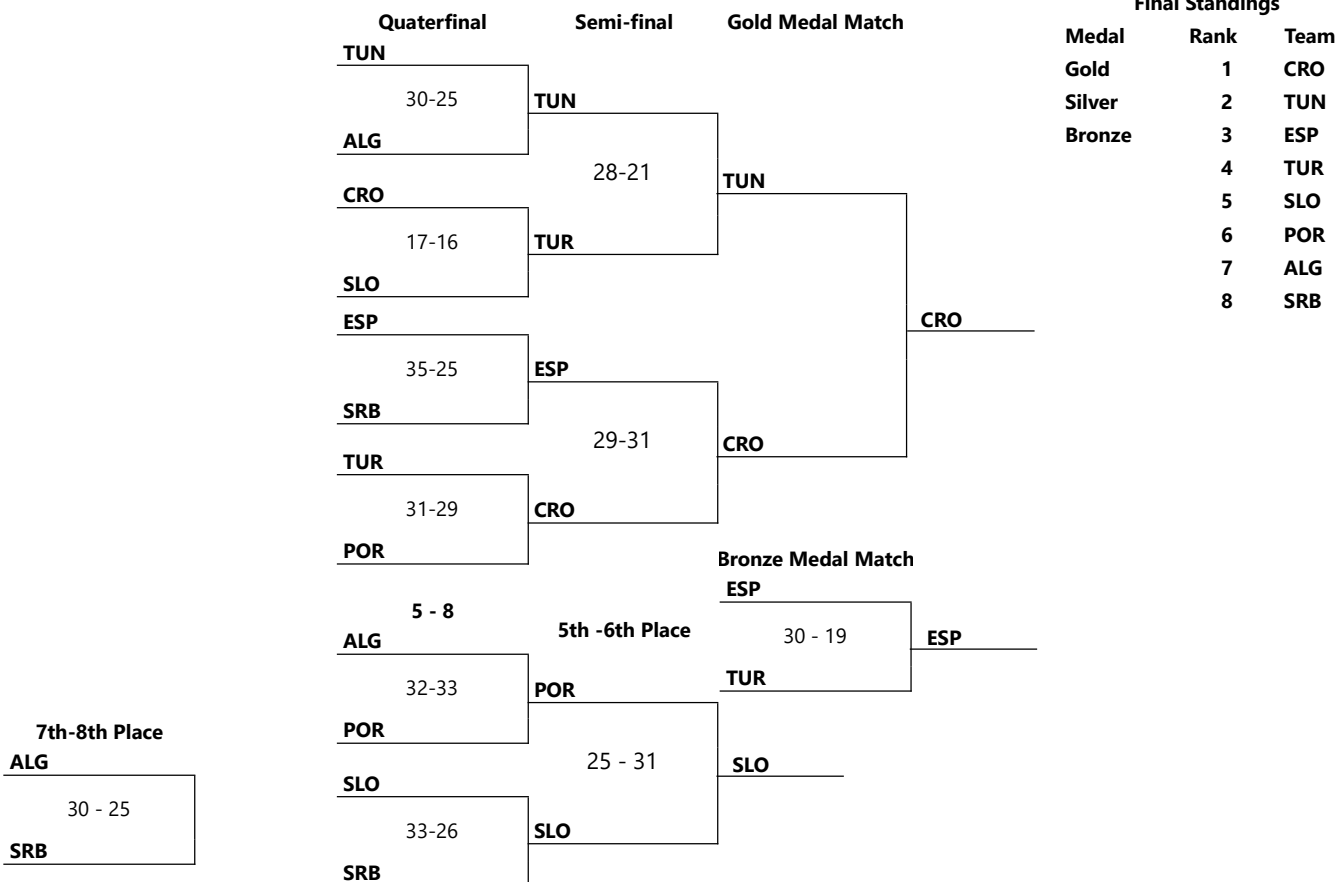 Final Standings
Quaterfinal Semi-final Gold Medal Match
Medal Rank Team
TUN
Gold 1 CRO
30-25 TUN
Silver 2 TUN
ALG
Bronze 3 ESP
28-21
4 TUR
TUN
CRO
5 SLO
17-16 TUR
6 POR
7 ALG
SLO
8 SRB
ESP
CRO
35-25 ESP
SRB
29-31
CRO
TUR
31-29 CRO
POR
Bronze Medal Match
ESP
5 - 8
5th -6th Place
30 - 19 ESP
ALG
TUR
32-33 POR
POR
7th-8th Place
25 - 31 SLO
ALG
SLO
30 - 25
33-26 SLO
SRB
SRB